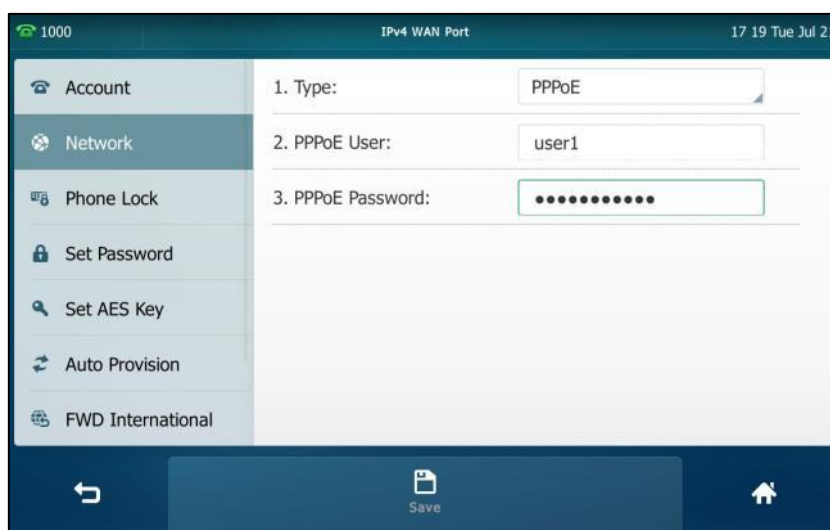 1000 IPv4 WAN Port 17 19 Tue Jul 21
Account
Network
Phone Lock
Set Password
Set AES Key
Auto Provision
FWD International
1. Type: PPPoE
2. PPPoE User: user1
3. PPPoE Password: •••••••••••
Save